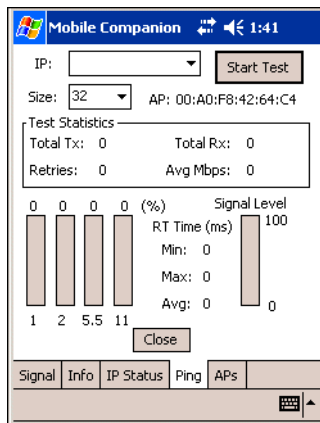 Mobile Companion 1:41
IP: Start Test
Size: 32 AP: 00:A0:F8:42:64:C4
Test Statistics
Total Tx: 0 Total Rx: 0
Retries: 0 Avg Mbps: 0
0 0 0 0 (%) Signal Level
RT Time (ms) 100
Min: 0
Max: 0
Avg: 0 0
1 2 5.5 11
Close
Signal Info IP Status Ping APs